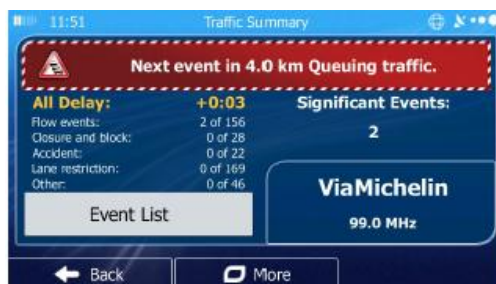 11:51 Traffic Summary
Next event in 4.0 km Queuing traffic.
All Delay: +0:03
Flow events: 2 of 156
Closure and block: 0 of 28
Accident: 0 of 22
Lane restriction: 0 of 169
Other: 0 of 46
Event List
Significant Events:
2
ViaMichelin
99.0 MHz
Back
More